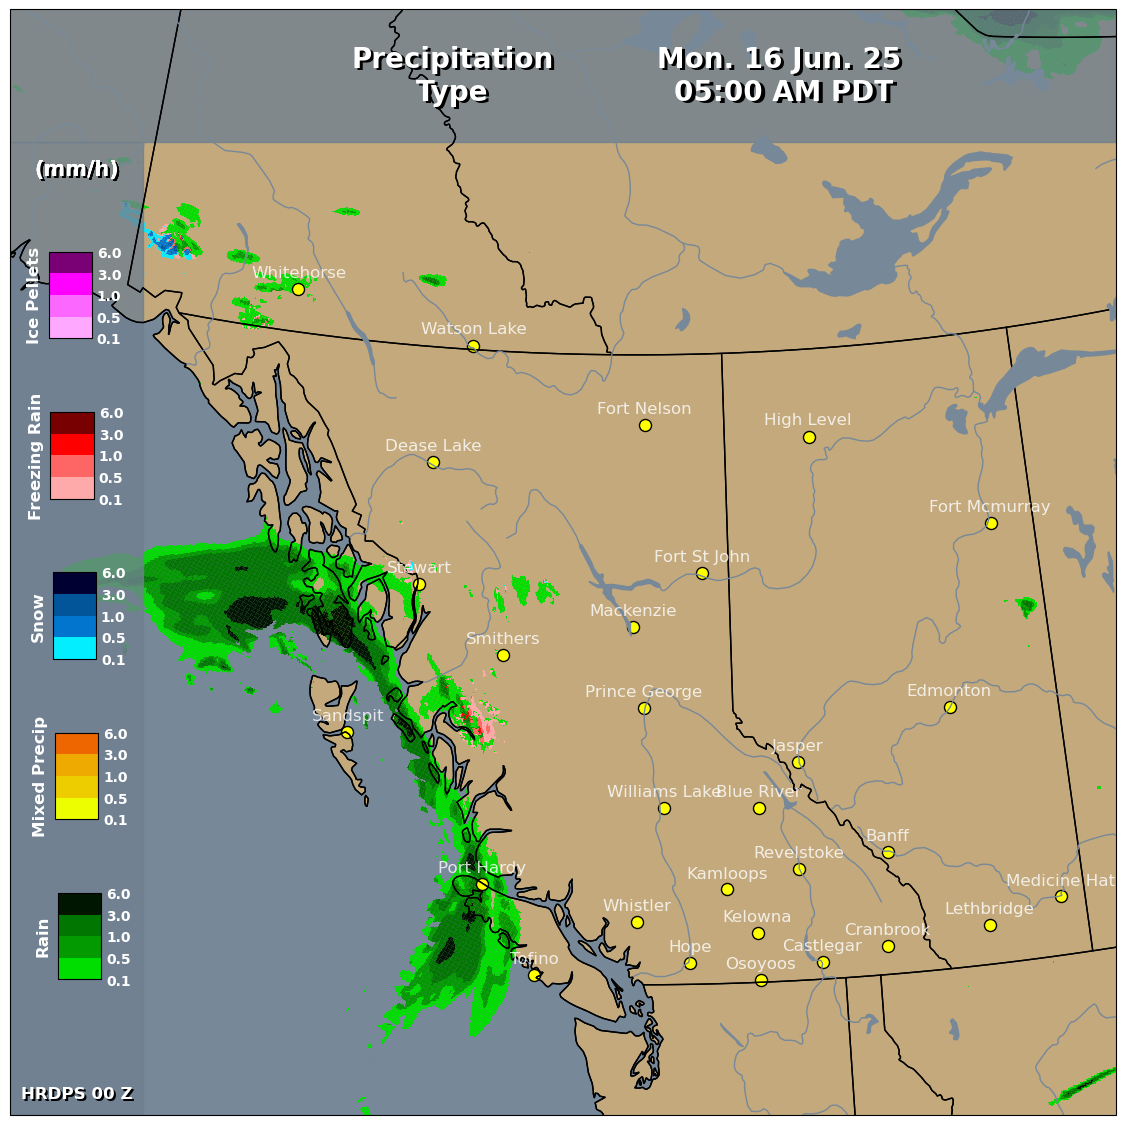 Precipitation
Type
Mon. 16 Jun. 25
05:00 AM PDT
(mm/h)
Ice Pellets
6.0
3.0
1.0
0.5
0.1
Freezing Rain
6.0
3.0
1.0
0.5
0.1
Snow
6.0
3.0
1.0
0.5
0.1
Mixed Precip
6.0
3.0
1.0
0.5
0.1
Rain
6.0
3.0
1.0
0.5
0.1
HRDPS 00 Z
Whitehorse
Watson Lake
Fort Nelson
High Level
Dease Lake
Fort Mcmurray
Fort St John
Stewart
Mackenzie
Smithers
Prince George
Edmonton
Sandspit
Jasper
Williams Lake
Blue River
Banff
Revelstoke
Port Hardy
Kamloops
Medicine Hat
Whistler
Kelowna
Lethbridge
Cranbrook
Hope
Castlegar
Tofino
Osoyoos